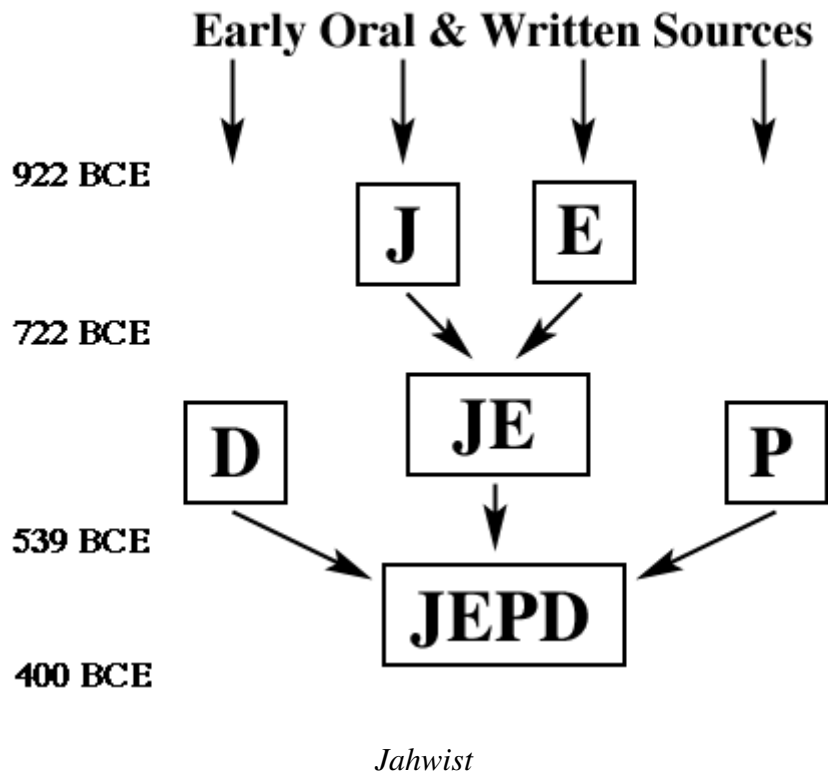 Early Oral & Written Sources
922 BCE
J
E
722 BCE
JE
D
P
539 BCE
JEPD
400 BCE
Jahwist